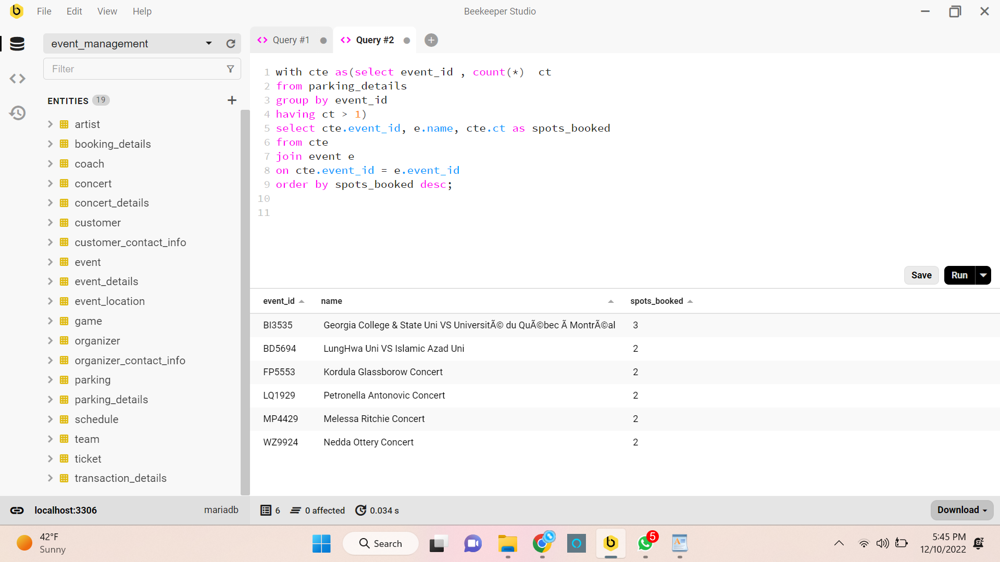 File Edit View Help
Beekeeper Studio
event_management
Filter
ENTITIES 19
artist
booking_details
coach
concert
concert_details
customer
customer_contact_info
event
event_details
event_location
game
organizer
organizer_contact_info
parking
parking_details
schedule
team
ticket
transaction_details
localhost:3306 mariadb
Query #1 Query #2
1 with cte as(select event_id , count(*)  ct
2 from parking_details
3 group by event_id
4 having ct > 1)
5 select cte.event_id, e.name, cte.ct as spots_booked
6 from cte
7 join event e
8 on cte.event_id = e.event_id
9 order by spots_booked desc;
10
11
Save Run
event_id name spots_booked
BI3535 Georgia College & State Uni VS UniversitÃ© du QuÃ©bec Ã MontrÃ©al 3
BD5694 LungHwa Uni VS Islamic Azad Uni 2
FP5553 Kordula Glassborow Concert 2
LQ1929 Petronella Antonovic Concert 2
MP4429 Melessa Ritchie Concert 2
WZ9924 Nedda Ottery Concert 2
6 0 affected 0.034 s
Download
42°F
Sunny
Search
5
5:45 PM
12/10/2022